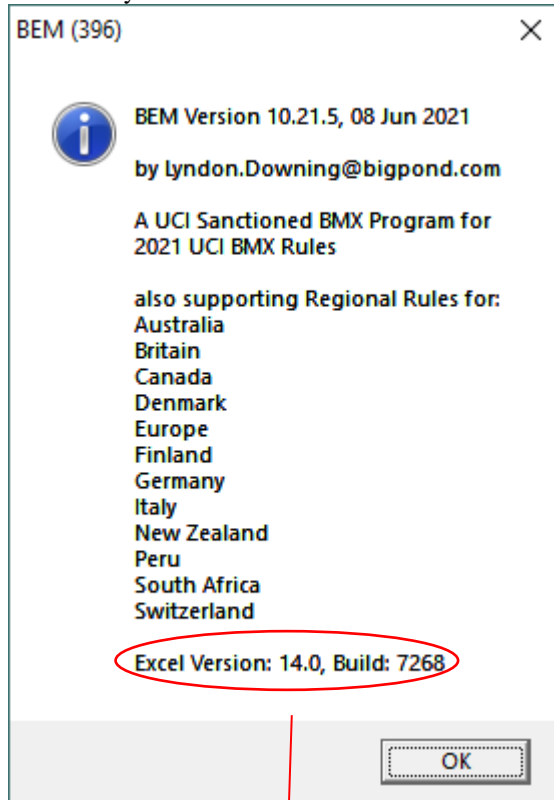 BEM (396)
BEM Version 10.21.5, 08 Jun 2021
by Lyndon.Downing@bigpond.com
A UCI Sanctioned BMX Program for
2021 UCI BMX Rules
also supporting Regional Rules for:
Australia
Britain
Canada
Denmark
Europe
Finland
Germany
Italy
New Zealand
Peru
South Africa
Switzerland
Excel Version: 14.0, Build: 7268
OK